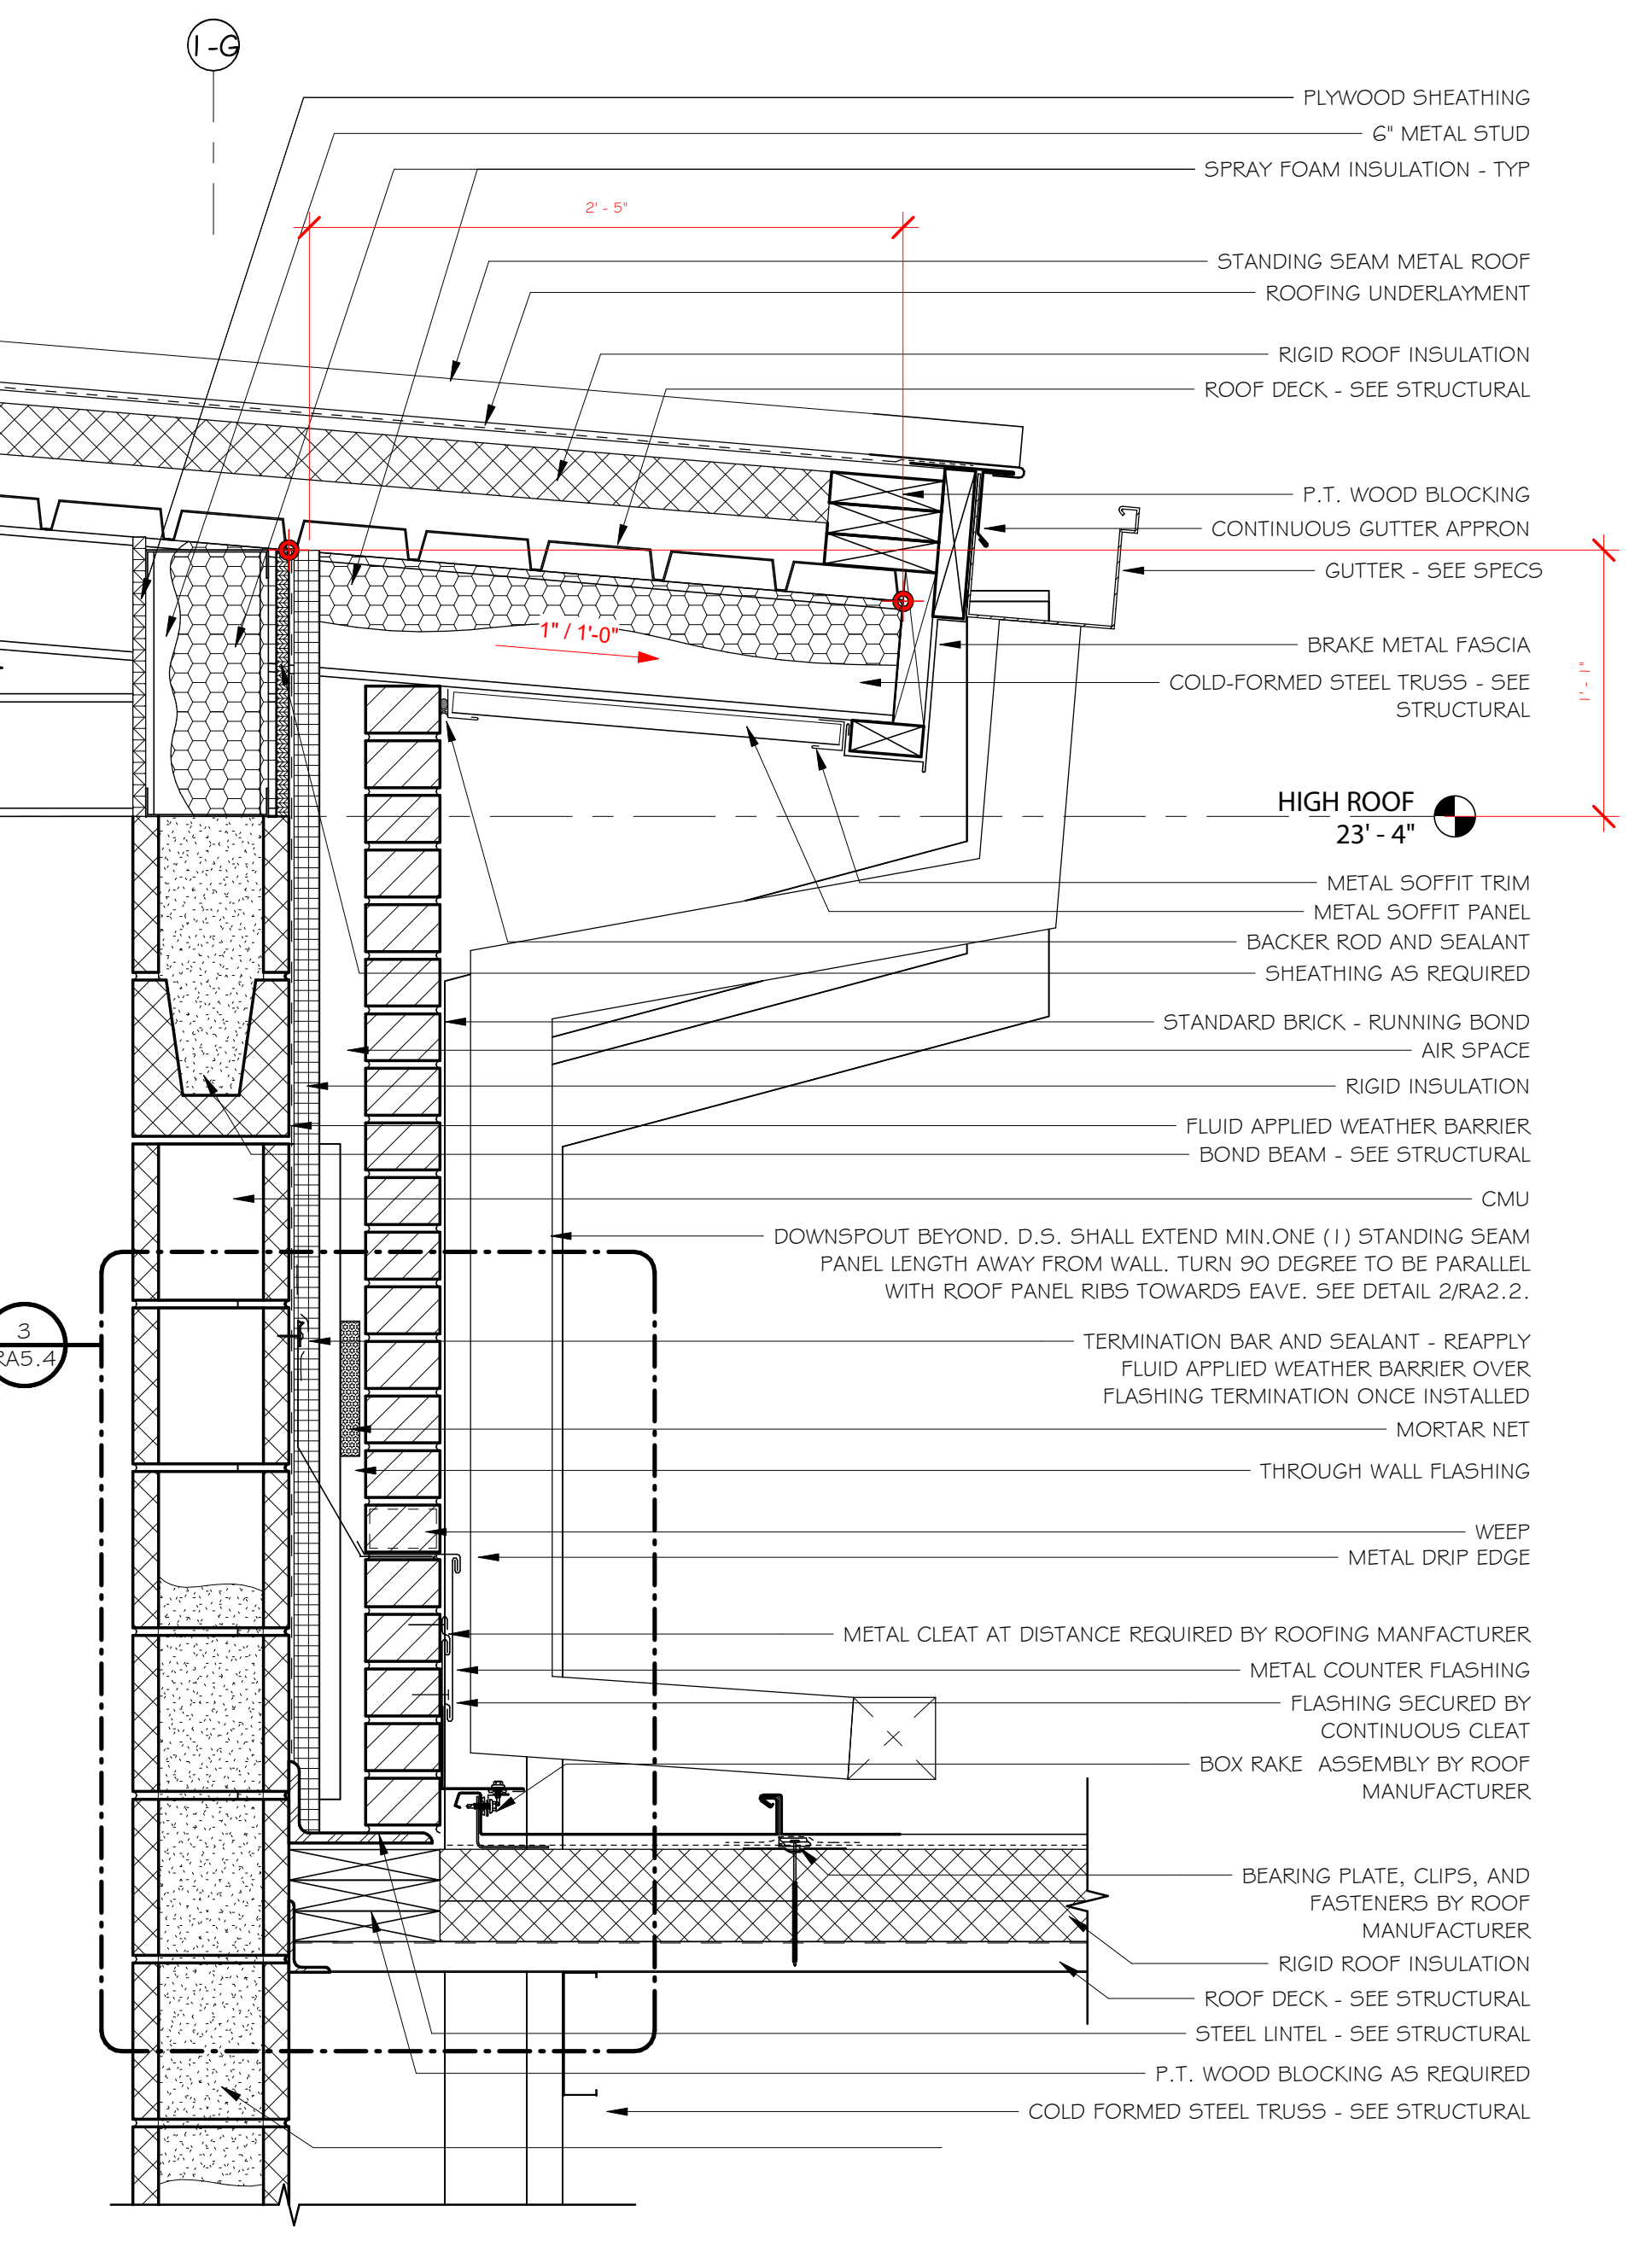 1-G
PLYWOOD SHEATHING
6" METAL STUD
SPRAY FOAM INSULATION - TYP
2' - 5"
STANDING SEAM METAL ROOF
ROOFING UNDERLAYMENT
RIGID ROOF INSULATION
ROOF DECK - SEE STRUCTURAL
P.T. WOOD BLOCKING
CONTINUOUS GUTTER APPRON
GUTTER - SEE SPECS
1" / 1'-0"
BRAKE METAL FASCIA
COLD-FORMED STEEL TRUSS - SEE
STRUCTURAL
1' - 1"
HIGH ROOF
23' - 4"
METAL SOFFIT TRIM
METAL SOFFIT PANEL
BACKER ROD AND SEALANT
SHEATHING AS REQUIRED
STANDARD BRICK - RUNNING BOND
AIR SPACE
RIGID INSULATION
FLUID APPLIED WEATHER BARRIER
BOND BEAM - SEE STRUCTURAL
CMU
DOWNSPOUT BEYOND. D.S. SHALL EXTEND MIN.ONE (1) STANDING SEAM
PANEL LENGTH AWAY FROM WALL. TURN 90 DEGREE TO BE PARALLEL
WITH ROOF PANEL RIBS TOWARDS EAVE. SEE DETAIL 2/RA2.2.
3
RA5.4
TERMINATION BAR AND SEALANT - REAPPLY
FLUID APPLIED WEATHER BARRIER OVER
FLASHING TERMINATION ONCE INSTALLED
MORTAR NET
THROUGH WALL FLASHING
WEEP
METAL DRIP EDGE
METAL CLEAT AT DISTANCE REQUIRED BY ROOFING MANFACTURER
METAL COUNTER FLASHING
FLASHING SECURED BY
CONTINUOUS CLEAT
BOX RAKE ASSEMBLY BY ROOF
MANUFACTURER
BEARING PLATE, CLIPS, AND
FASTENERS BY ROOF
MANUFACTURER
RIGID ROOF INSULATION
ROOF DECK - SEE STRUCTURAL
STEEL LINTEL - SEE STRUCTURAL
P.T. WOOD BLOCKING AS REQUIRED
COLD FORMED STEEL TRUSS - SEE STRUCTURAL